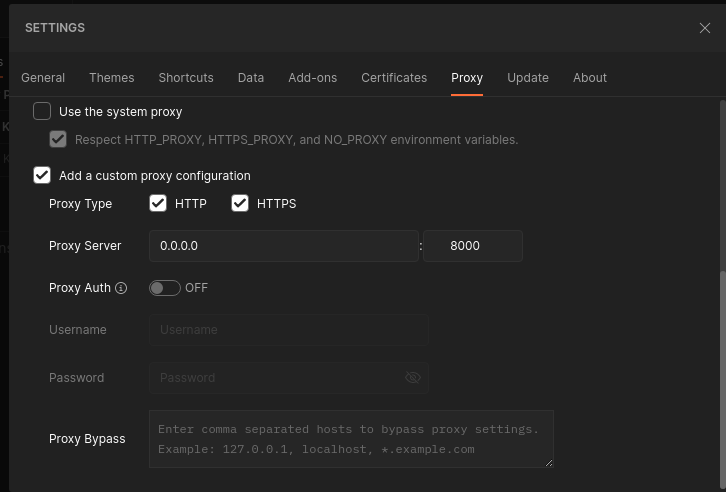 SETTINGS
General Themes Shortcuts Data Add-ons Certificates Proxy Update About
Use the system proxy
Respect HTTP_PROXY, HTTPS_PROXY, and NO_PROXY environment variables.
Add a custom proxy configuration
Proxy Type HTTP HTTPS
Proxy Server 0.0.0.0 : 8000
Proxy Auth OFF
Username Username
Password Password
Proxy Bypass
Enter comma separated hosts to bypass proxy settings.
Example: 127.0.0.1, localhost, *.example.com